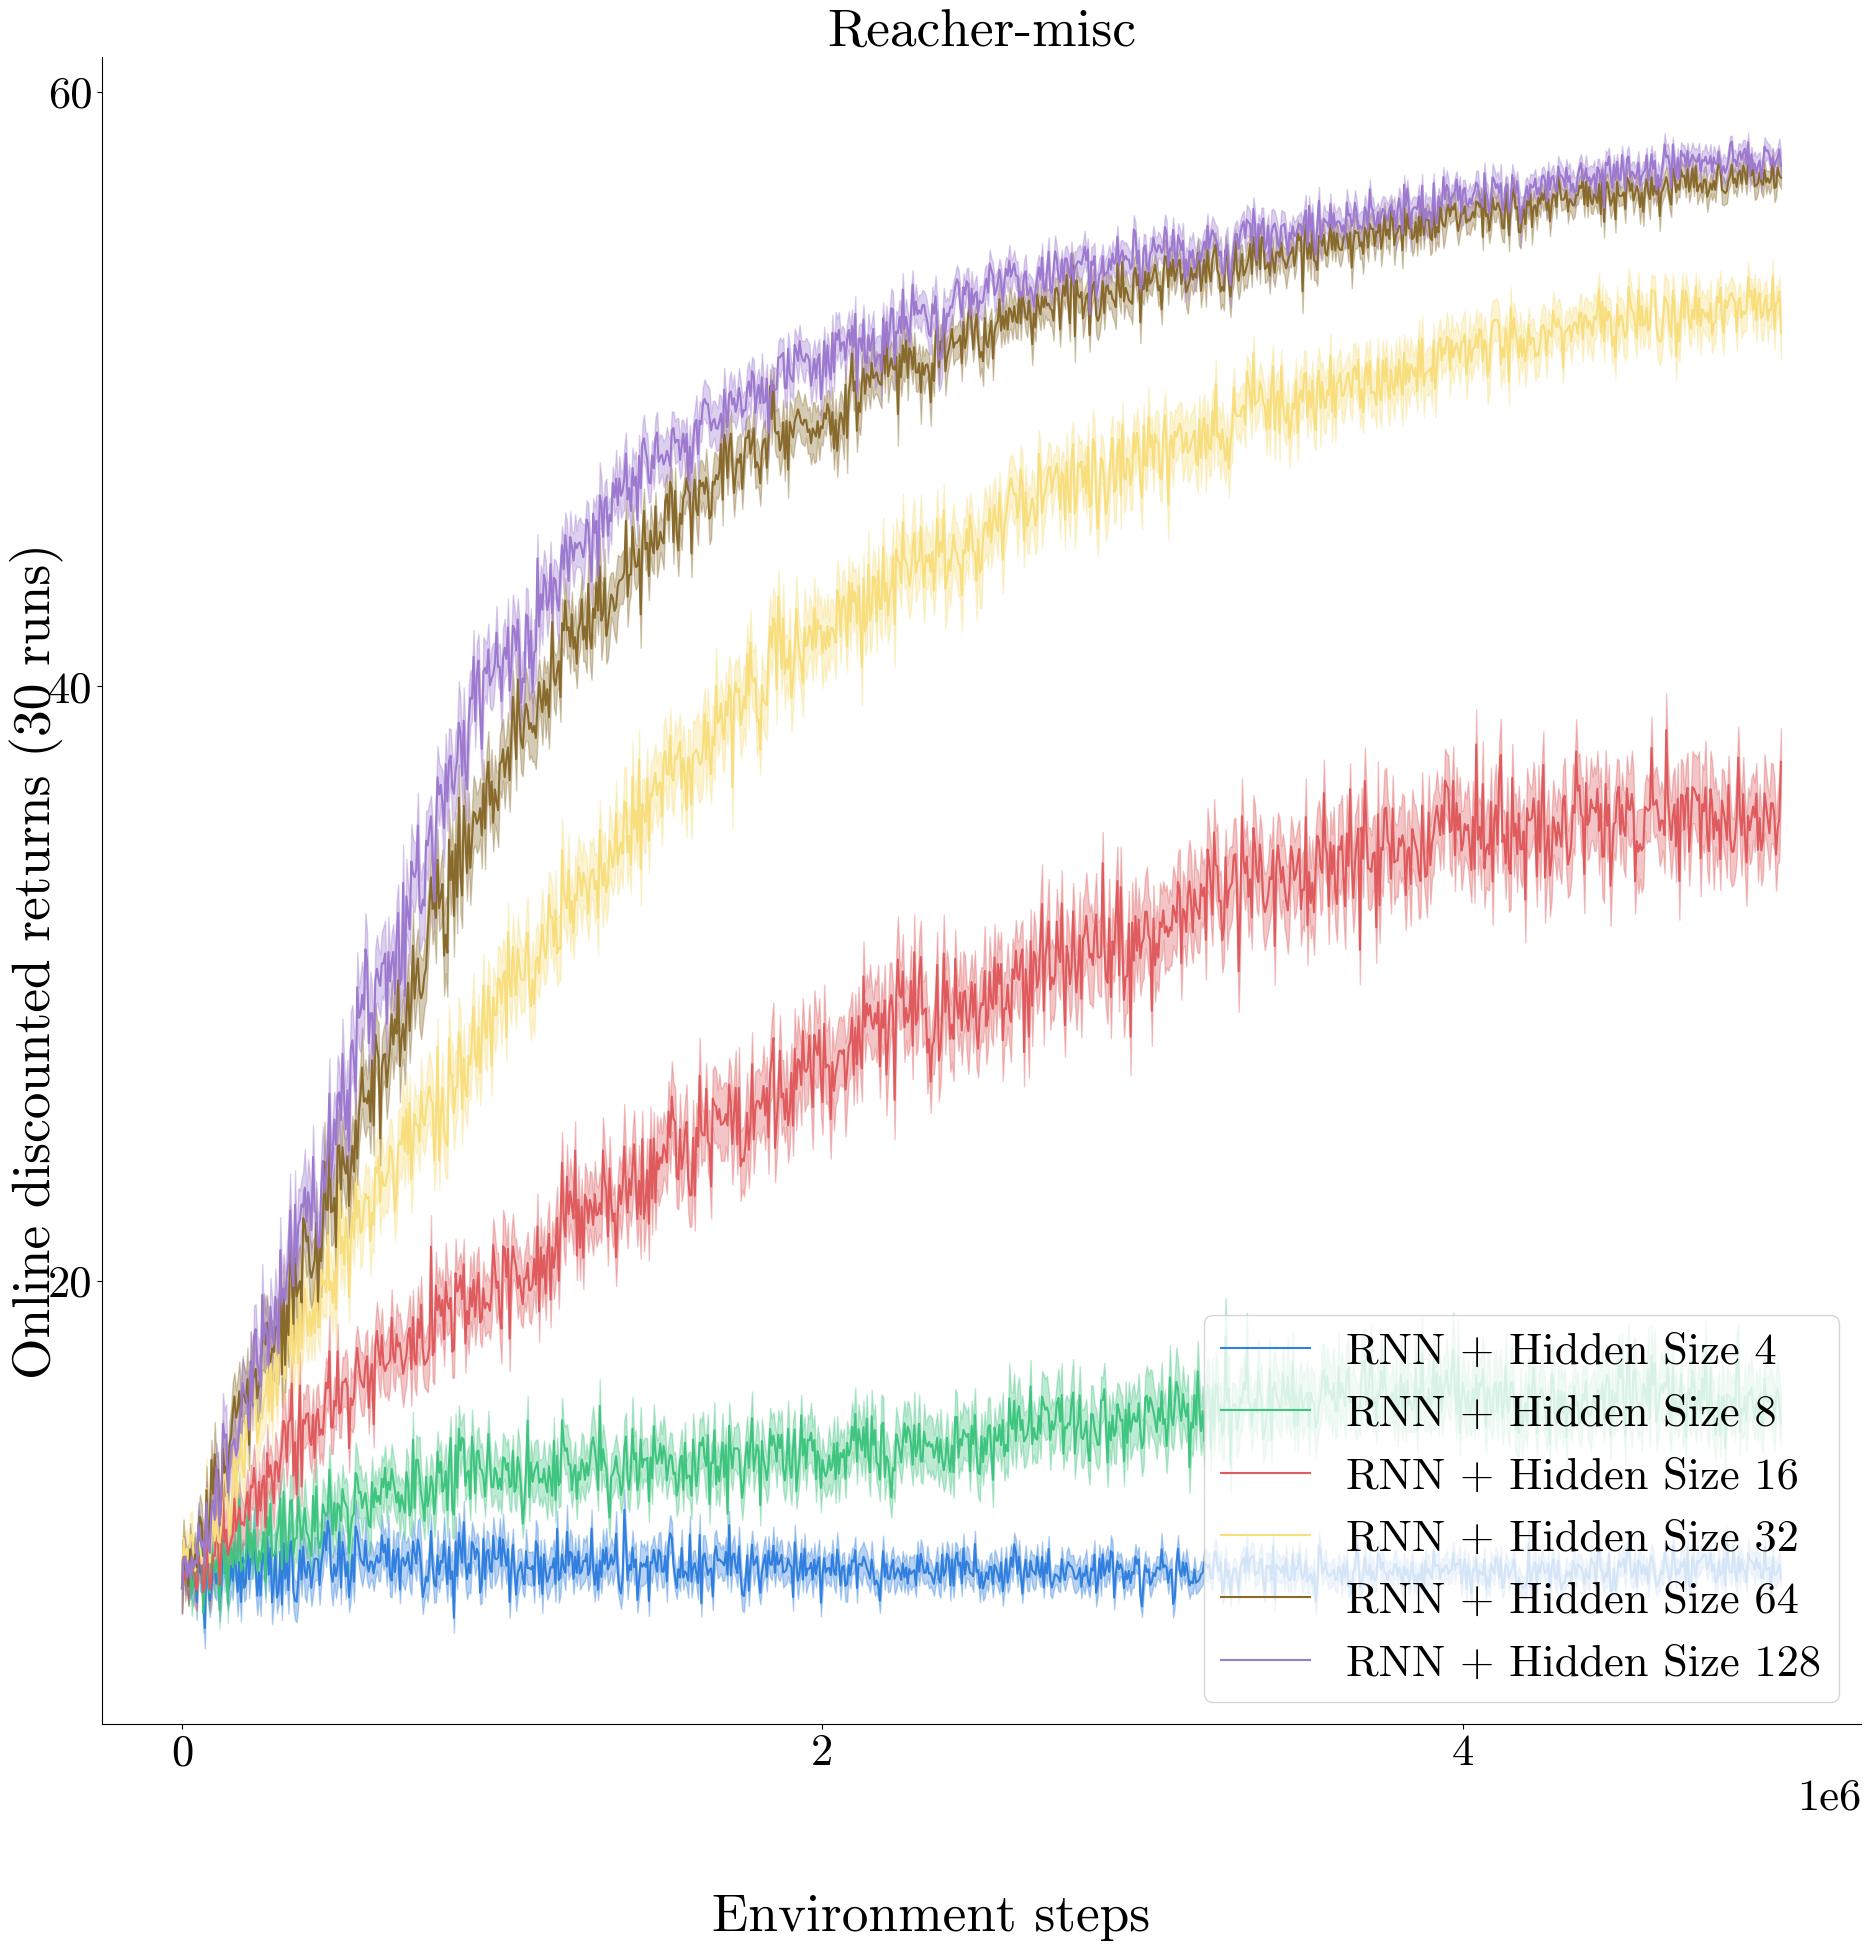 Reacher-misc
60
40
20
Online discounted returns (30 runs)
RNN + Hidden Size 4
RNN + Hidden Size 8
RNN + Hidden Size 16
RNN + Hidden Size 32
RNN + Hidden Size 64
RNN + Hidden Size 128
0 2 4
1e6
Environment steps